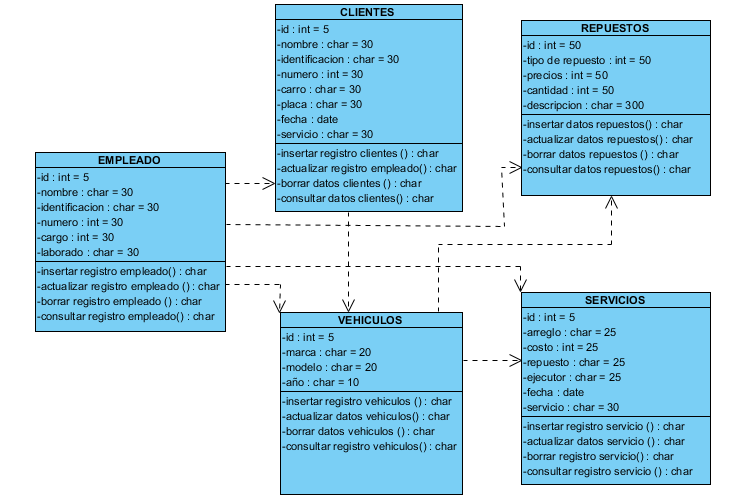 CLIENTES
-id : int = 5
-nombre : char = 30
-identificacion : char = 30
-numero : int = 30
-carro : char = 30
-placa : char = 30
-fecha : date
-servicio : char = 30
-insertar registro clientes () : char
-actualizar registro empleado() : char
-borrar datos clientes () : char
-consultar datos clientes() : char
REPUESTOS
-id : int = 50
-tipo de repuesto : int = 50
-precios : int = 50
-cantidad : int = 50
-descripcion : char = 300
-insertar datos repuestos() : char
-actualizar datos repuestos() : char
-borrar datos repuestos () : char
-consultar datos repuestos() : char
EMPLEADO
-id : int = 5
-nombre : char = 30
-identificacion : char = 30
-numero : int = 30
-cargo : int = 30
-laborado : char = 30
-insertar registro empleado() : char
-actualizar registro empleado () : char
-borrar registro empleado () : char
-consultar registro empleado() : char
VEHICULOS
-id : int = 5
-marca : char = 20
-modelo : char = 20
-año : char = 10
-insertar registro vehiculos () : char
-actualizar datos vehiculos() : char
-borrar datos vehiculos () : char
-consultar registro vehiculos() : char
SERVICIOS
-id : int = 5
-arreglo : char = 25
-costo : int = 25
-repuesto : char = 25
-ejecutor : char = 25
-fecha : date
-servicio : char = 30
-insertar registro servicio () : char
-actualizar datos servicio () : char
-borrar registro servicio() : char
-consultar registro servicio () : char